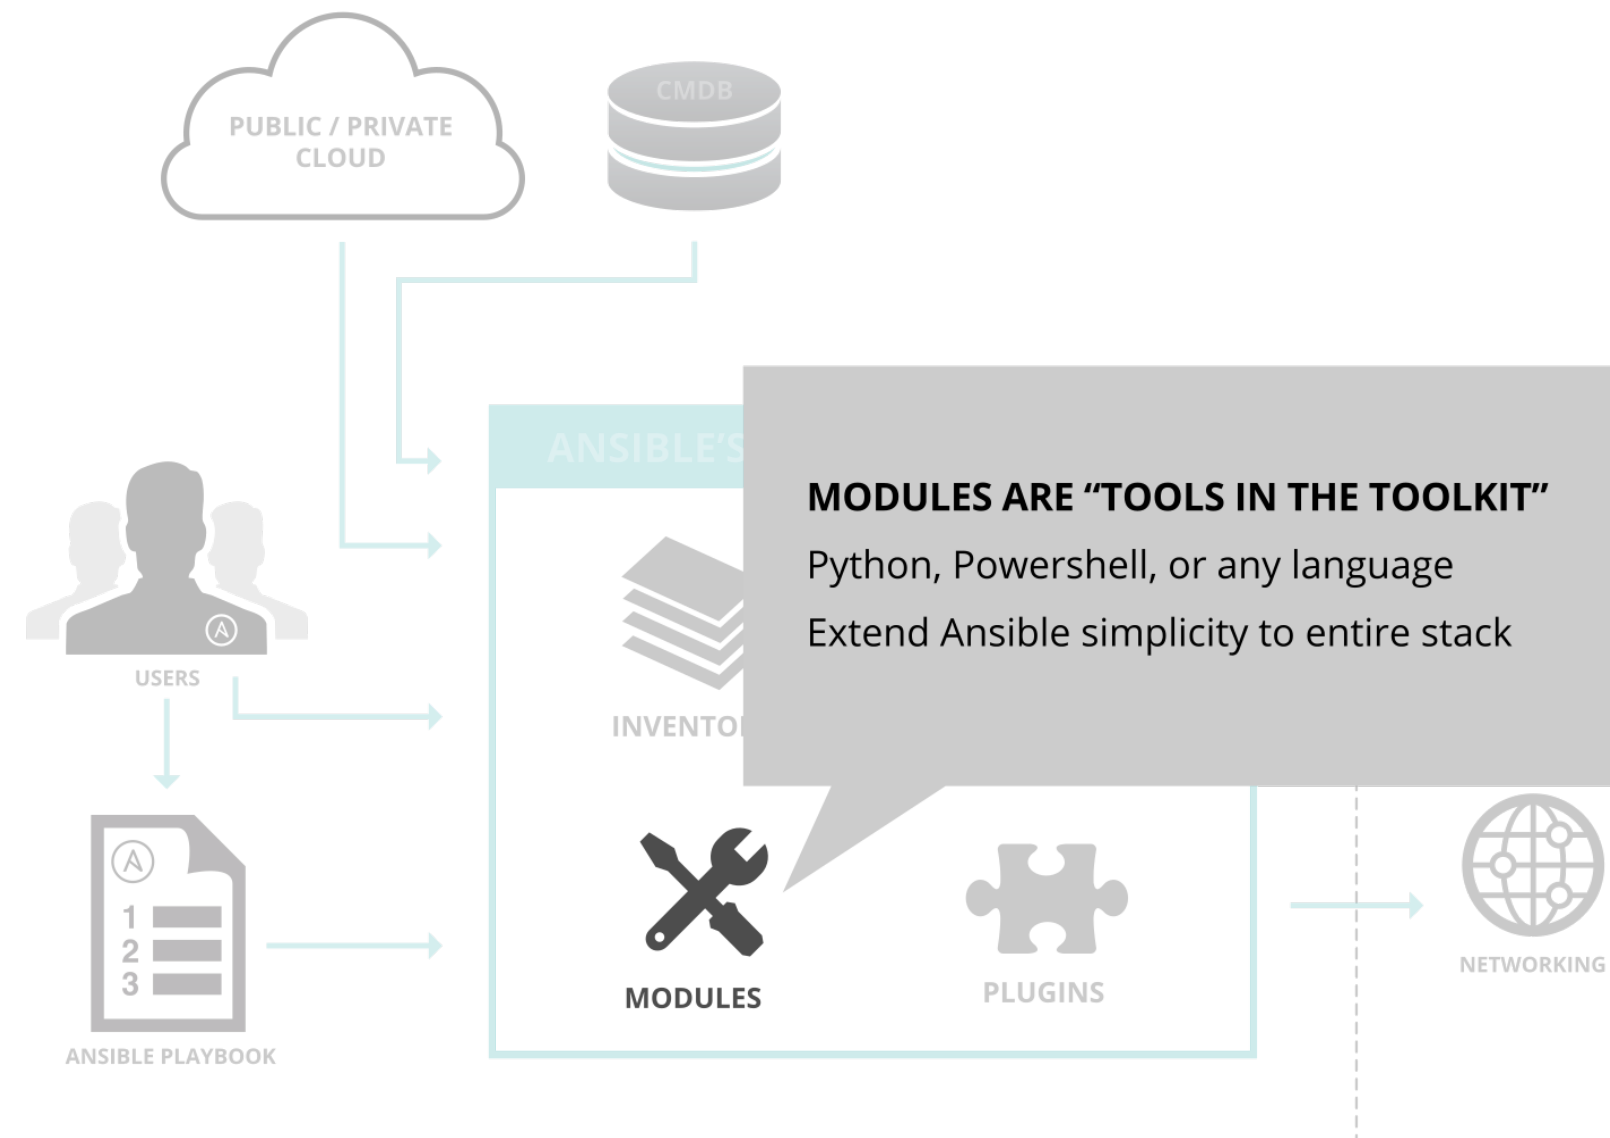 PUBLIC / PRIVATE
CLOUD
CMDB
ANSIBLE'S
MODULES ARE “TOOLS IN THE TOOLKIT”
Python, Powershell, or any language
Extend Ansible simplicity to entire stack
USERS
INVENTO
1
2
3
MODULES
PLUGINS
NETWORKING
ANSIBLE PLAYBOOK